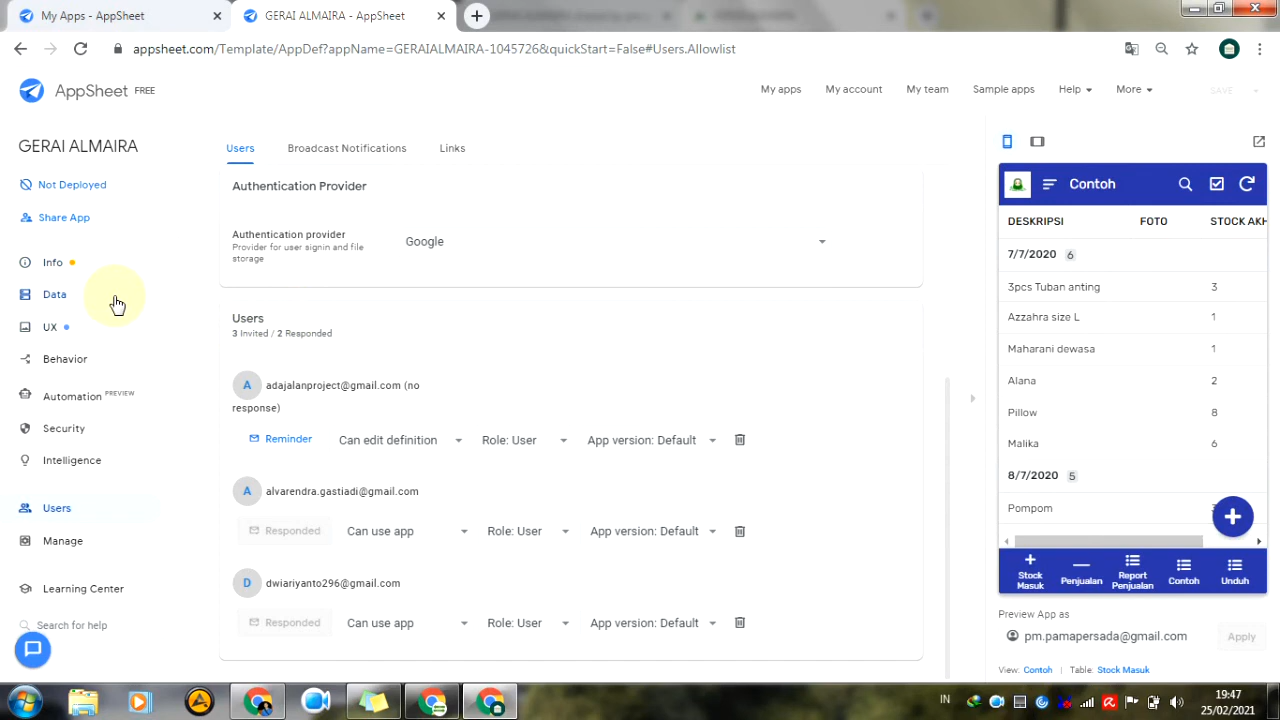 My Apps - AppSheet
GERAI ALMAIRA - AppSheet
appsheet.com/Template/AppDef?appName=GERAIALMAIRA-1045726&quickStart=False#Users.Allowlist
AppSheet FREE
My apps
My account
My team
Sample apps
Help
More
SAVE
GERAI ALMAIRA
Not Deployed
Share App
Info
Data
UX
Behavior
Automation PREVIEW
Security
Intelligence
Users
Manage
Learning Center
Search for help
Users
Broadcast Notifications
Links
Authentication Provider
Authentication provider
Provider for user signin and file
storage
Google
Users
3 Invited / 2 Responded
A
adajalanproject@gmail.com (no
response)
Reminder
Can edit definition
Role: User
App version: Default
A
alvarendra.gastiadi@gmail.com
Responded
Can use app
Role: User
App version: Default
D
dwiariyanto296@gmail.com
Responded
Can use app
Role: User
App version: Default
Contoh
DESKRIPSI
FOTO
STOCK AKH
7/7/2020 6
3pcs Tuban anting 3
Azzahra size L 1
Maharani dewasa 1
Alana 2
Pillow 8
Malika 6
8/7/2020 5
Pompom
Stock
Masuk
Penjualan
Report
Penjualan
Contoh
Unduh
Preview App as
pm.pamapersada@gmail.com
Apply
View: Contoh
Table: Stock Masuk
IN
19:47
25/02/2021